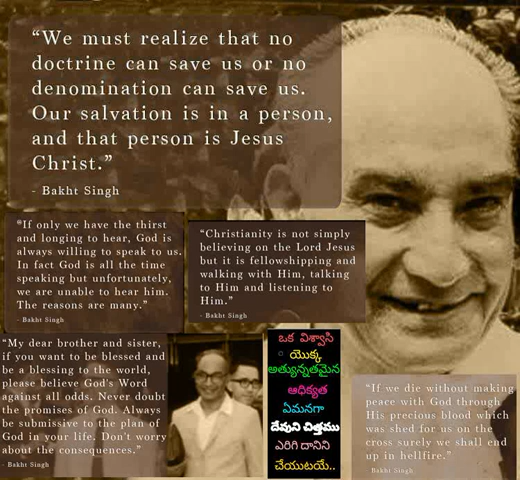 “We must realize that no
doctrine can save us or no
denomination can save us.
Our salvation is in a person,
and that person is Jesus
Christ.”
- Bakht Singh
“If only we have the thirst
and longing to hear, God is
always willing to speak to us.
In fact God is all the time
speaking but unfortunately,
we are unable to hear him.
The reasons are many.”
- Bakht Singh
“Christianity is not simply
believing on the Lord Jesus
but it is fellowshipping and
walking with Him, talking
to Him and listening to
Him.”
- Bakht Singh
“My dear brother and sister,
if you want to be blessed and
be a blessing to the world,
please believe God's Word
against all odds. Never doubt
the promises of God. Always
be submissive to the plan of
God in your life. Don't worry
about the consequences.”
- Bakht Singh
ఒక విశ్వాసి
యొక్క
అత్యున్నతమైన
ఆధిక్యత
ఏమనగా
దేవుని చిత్తము
ఎరిగి దానిని
చేయుటయే..
“If we die without making
peace with God through
His precious blood which
was shed for us on the
cross surely we shall end
up in hellfire.”
- Bakht Singh